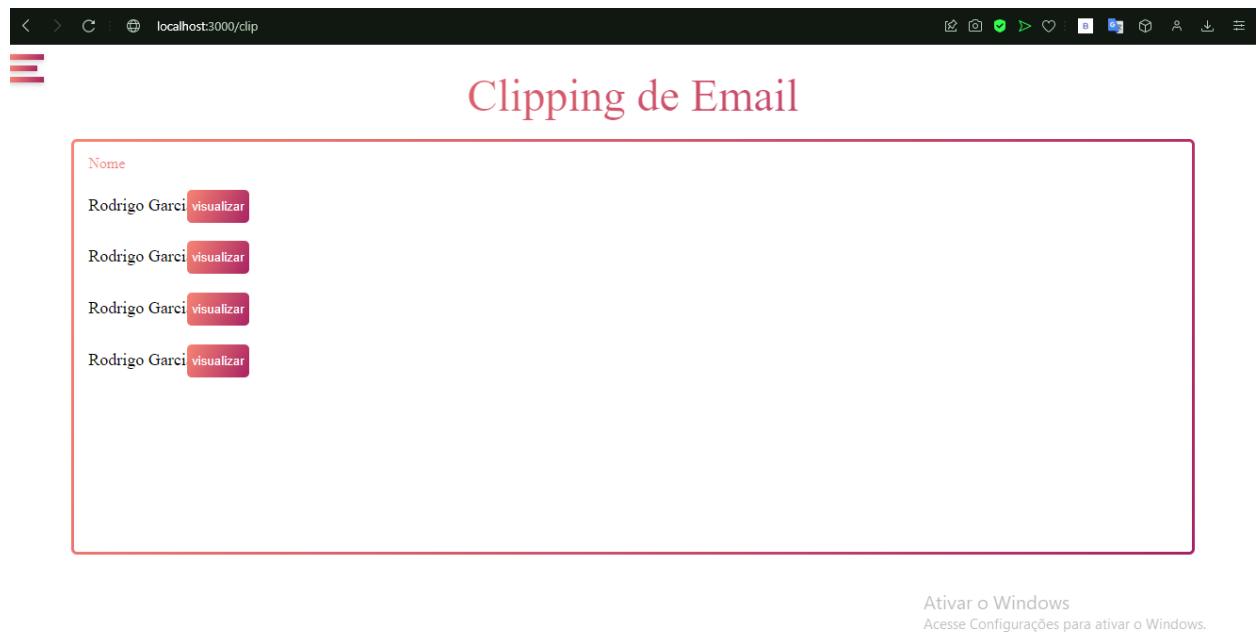 localhost:3000/clip
Clipping de Email
Nome
Rodrigo Garci visualizar
Rodrigo Garci visualizar
Rodrigo Garci visualizar
Rodrigo Garci visualizar
Ativar o Windows
Acesse Configurações para ativar o Windows.